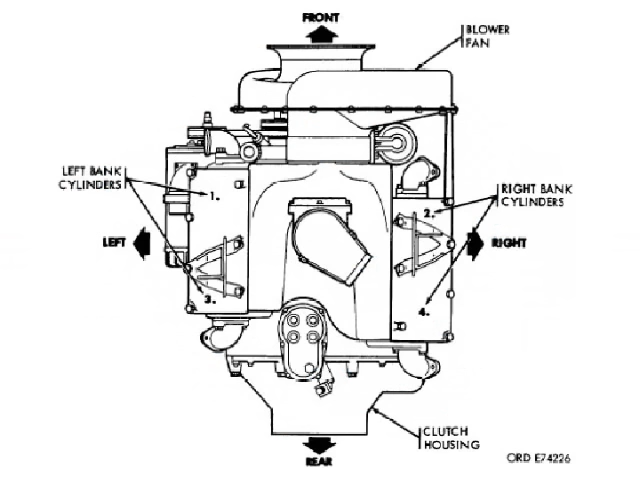 FRONT
BLOWER
FAN
LEFT BANK
CYLINDERS
1.
2.
RIGHT BANK
CYLINDERS
LEFT
RIGHT
3.
4.
CLUTCH
HOUSING
REAR
ORD E74226